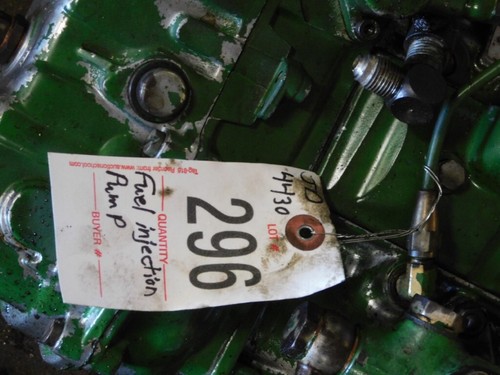 JD
4430
LOT #
296
QUANTITY
Fuel injection
Pump
BUYER #